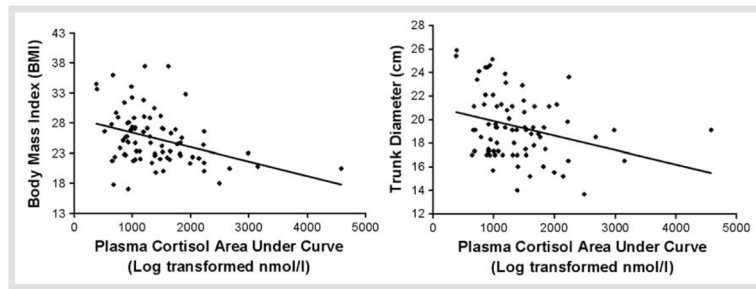 43
38
33
28
23
18
13
Body Mass Index (BMI)
0 1000 2000 3000 4000 5000
Plasma Cortisol Area Under Curve
(Log transformed nmol/l)
28
26
24
22
20
18
16
14
12
Trunk Diameter (cm)
0 1000 2000 3000 4000 5000
Plasma Cortisol Area Under Curve
(Log transformed nmol/l)